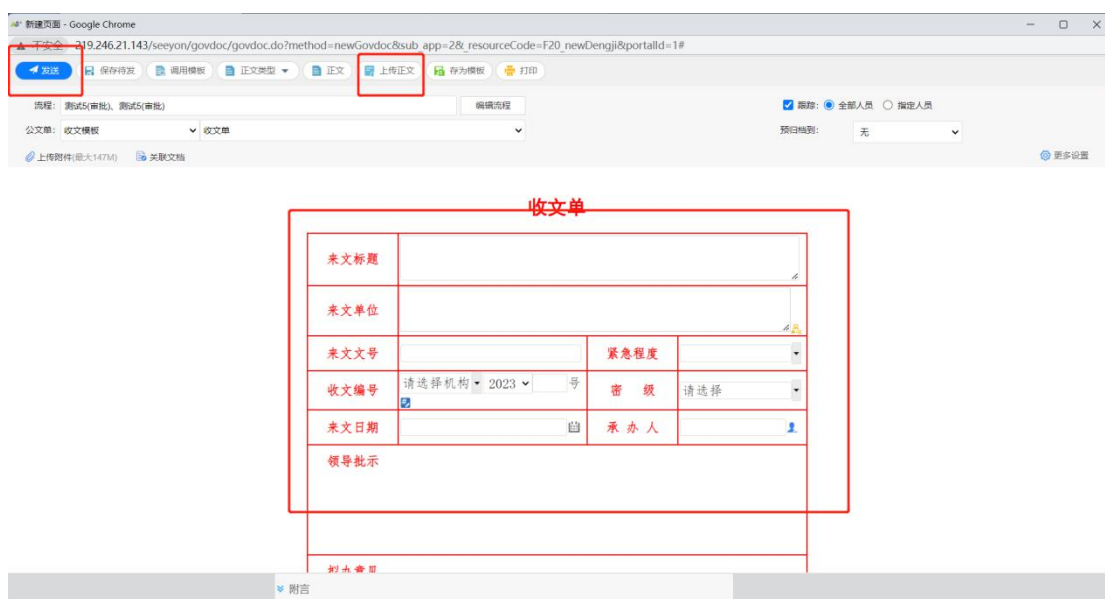 新建页面 - Google Chrome
不安全 219.246.21.143/seeyon/govdoc/govdoc.do?method=newGovdoc&sub_app=2&_resourceCode=F20_newDengji&portalId=1#
发送 保存待发 调用模板 正文类型 正文 上传正文 存为模板 打印
流程: 测试5(审批)、测试5(审批) 编辑流程 跟踪: 全部人员 指定人员
公文单: 收文模板 收文单 预归档到: 无
上传附件(最大147M) 关联文档 更多设置
收文单
来文标题
来文单位
来文文号 紧急程度
收文编号 请选择机构 2023 号 密 级 请选择
来文日期 承 办 人
领导批示
拟办意见
附言